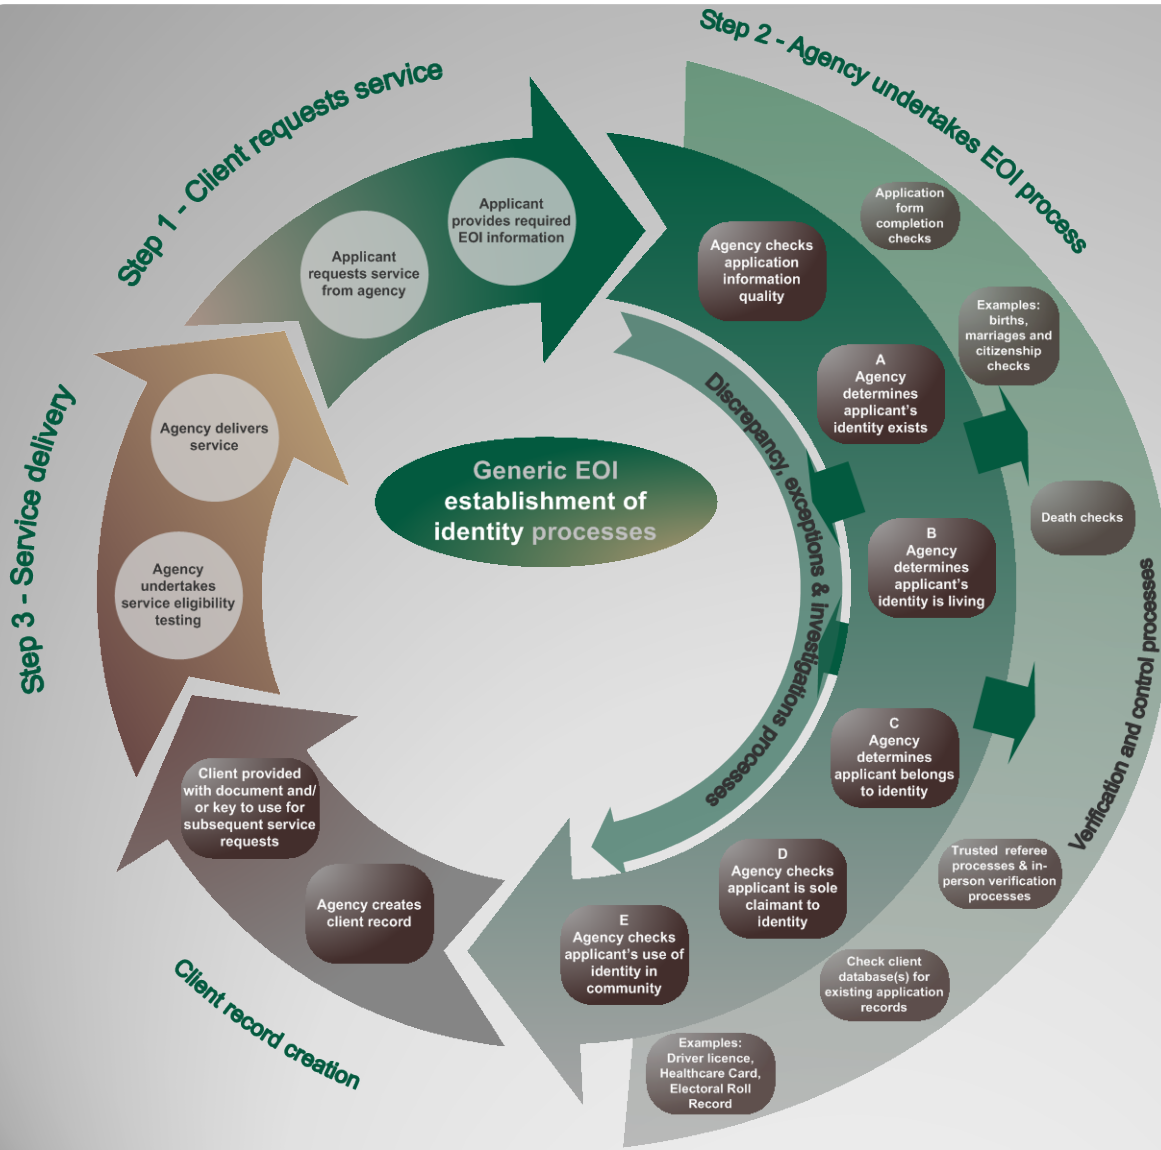 Step 1 - Client requests service
Applicant
requests service
from agency
Applicant
provides required
EOI information
Step 2 - Agency undertakes EOI process
Agency checks
application
information
quality
A
Agency
determines
applicant's
identity exists
B
Agency
determines
applicant's
identity is living
C
Agency
determines
applicant belongs
to identity
D
Agency checks
applicant is sole
claimant to
identity
E
Agency checks
applicant's use of
identity in
community
Application
form
completion
checks
Examples:
births,
marriages and
citizenship
checks
Death checks
Trusted referee
processes & in-
person verification
processes
Check client
database(s) for
existing application
records
Examples:
Driver licence,
Healthcare Card,
Electoral Roll
Record
Verification and control processes
Discrepancy, exceptions & investigations processes
Generic EOI
establishment of
identity processes
Client record creation
Agency creates
client record
Client provided
with document and/
or key to use for
subsequent service
requests
Step 3 - Service delivery
Agency
undertakes
service eligibility
testing
Agency delivers
service